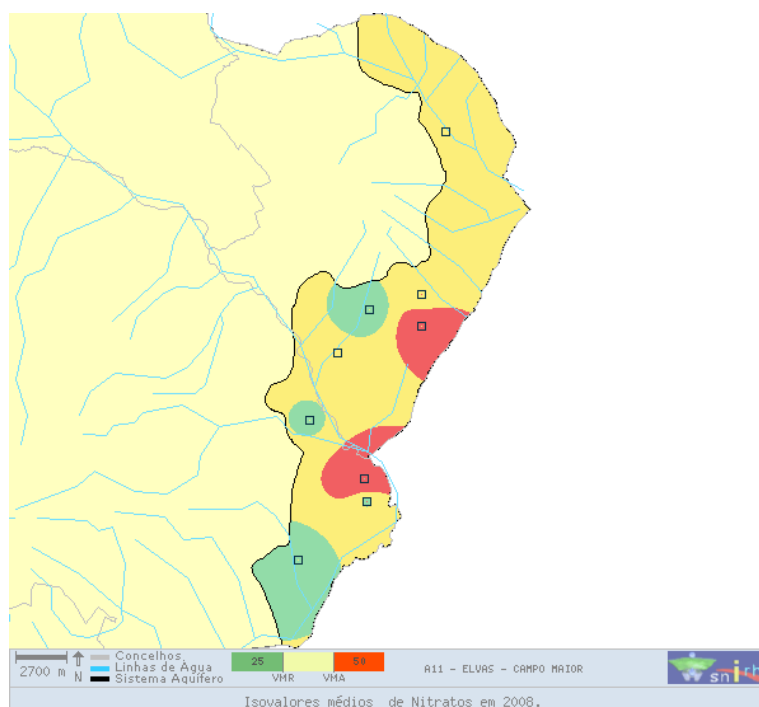 2700 m
N
Concelhos
Linhas de Água
Sistema Aquífero
25
50
VMR
VMA
A11 - ELVAS - CAMPO MAIOR
snirh
Isovalores médios de Nitratos em 2008.